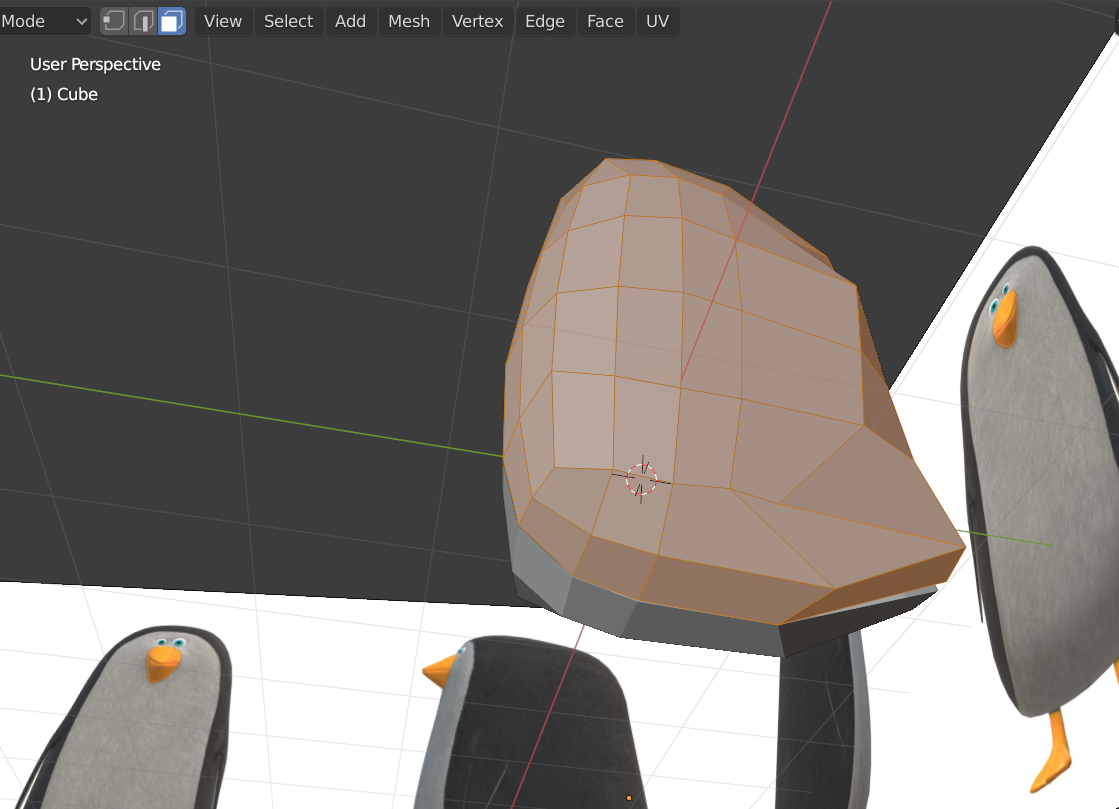 Mode View Select Add Mesh Vertex Edge Face UV
User Perspective
(1) Cube